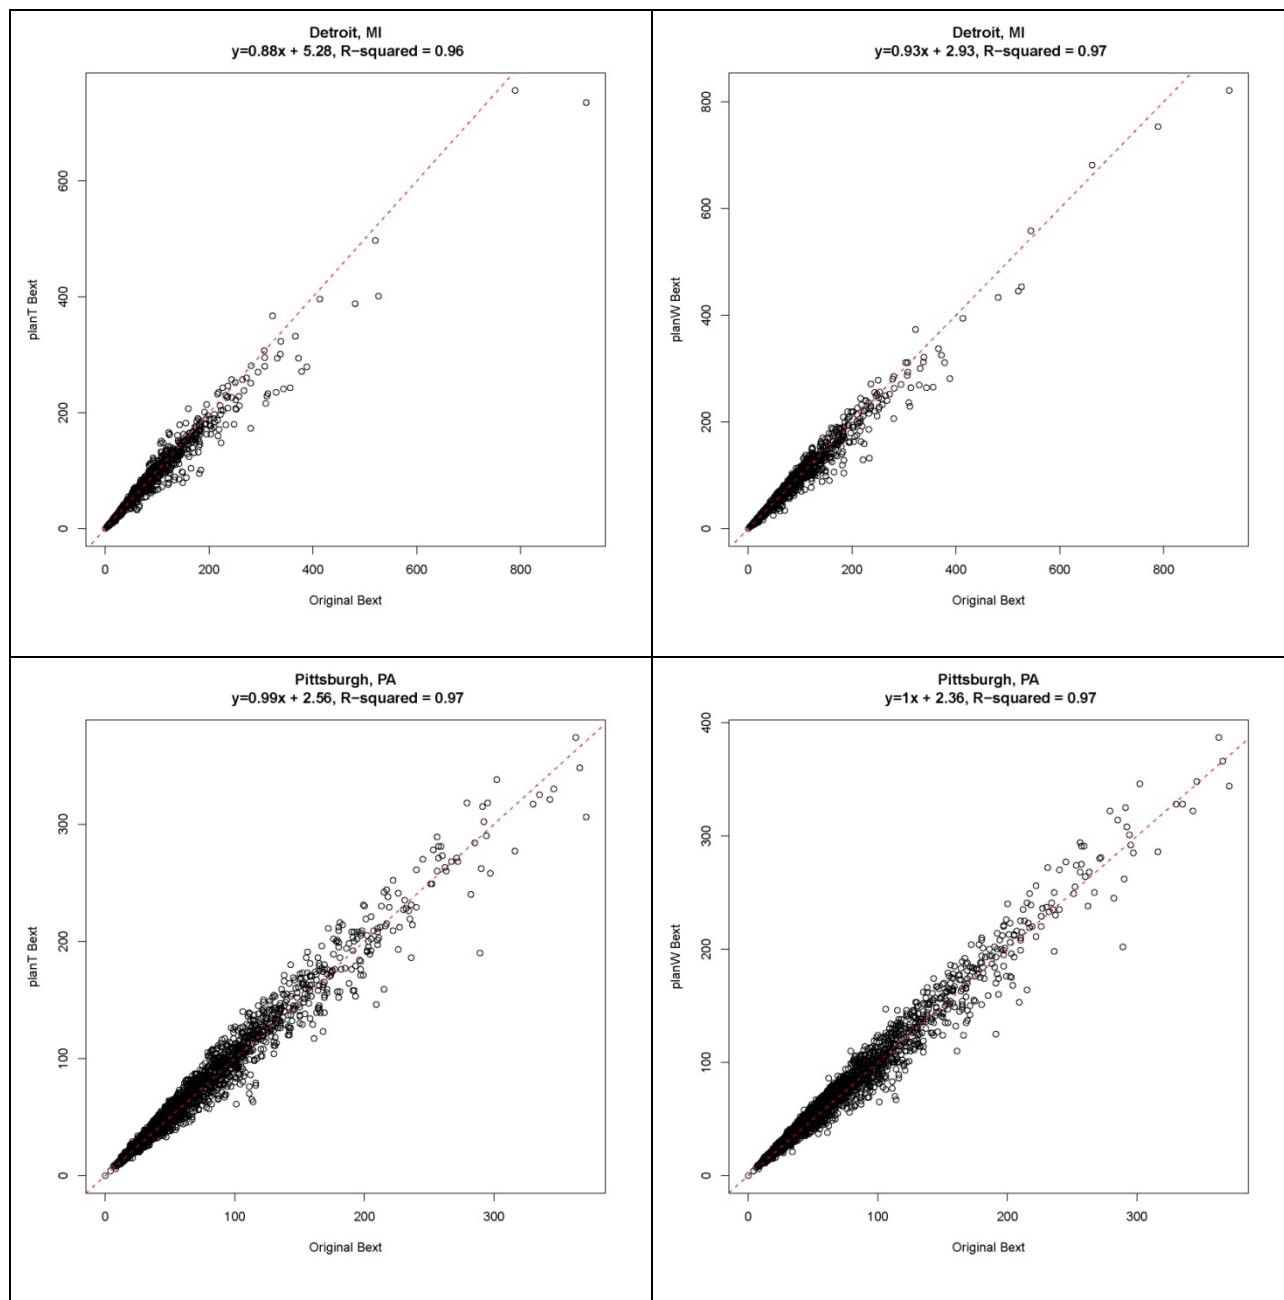 Detroit, MI
y=0.88x + 5.28, R−squared = 0.96
planT Bext
600
400
200
0
0 200 400 600 800
Original Bext
Detroit, MI
y=0.93x + 2.93, R−squared = 0.97
planW Bext
800
600
400
200
0
0 200 400 600 800
Original Bext
Pittsburgh, PA
y=0.99x + 2.56, R−squared = 0.97
planT Bext
300
200
100
0
0 100 200 300
Original Bext
Pittsburgh, PA
y=1x + 2.36, R−squared = 0.97
planW Bext
400
300
200
100
0
0 100 200 300
Original Bext